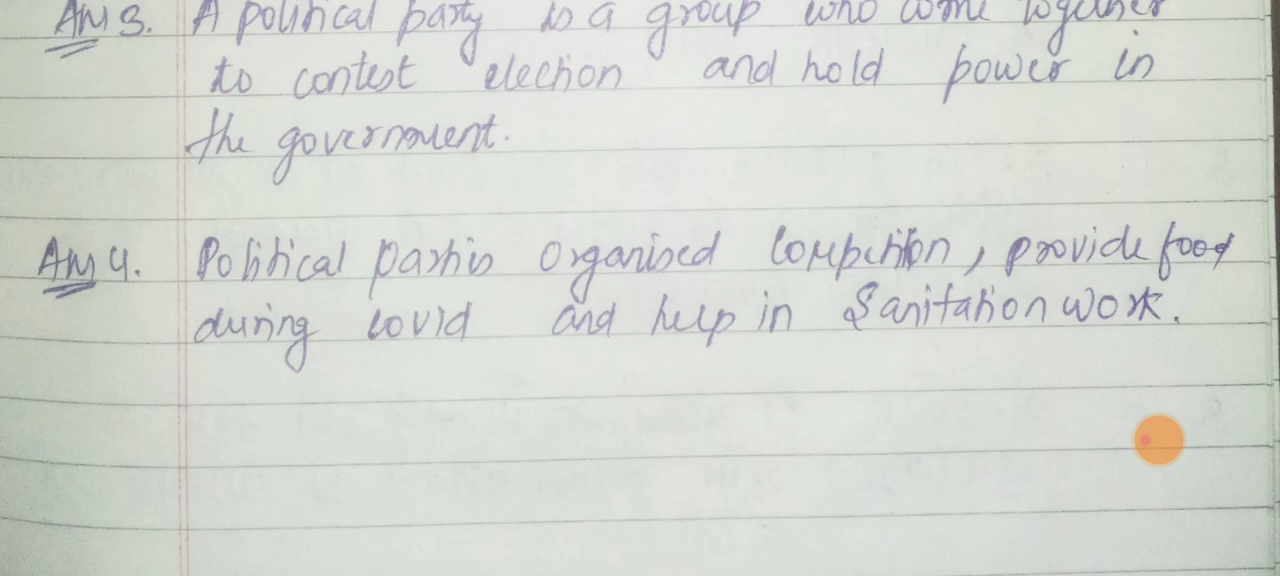 Ans 3. A political party is a group who come together
to contest election and hold power in
the government.
Ans 4. Political parties organised compention, provide food
during covid and help in Sanitation work.